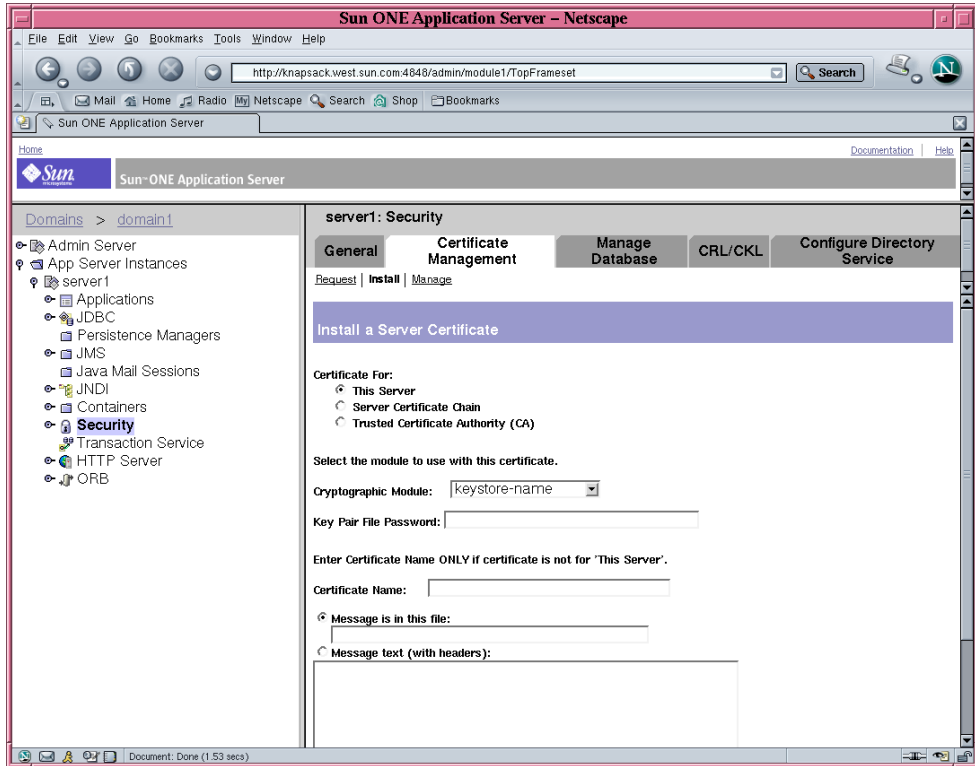 Sun ONE Application Server – Netscape
File Edit View Go Bookmarks Tools Window Help
http://knapsack.west.sun.com:4848/admin/module1/TopFrameset
Search
N
Mail Home Radio My Netscape Search Shop Bookmarks
Sun ONE Application Server
Home
Documentation | Help
Sun
microsystems
Sun™ ONE Application Server
Domains > domain1
Admin Server
App Server Instances
server1
Applications
JDBC
Persistence Managers
JMS
Java Mail Sessions
JNDI
Containers
Security
Transaction Service
HTTP Server
ORB
server1: Security
General
Certificate Management
Manage Database
CRL/CKL
Configure Directory Service
Request | Install | Manage
Install a Server Certificate
Certificate For:
This Server
Server Certificate Chain
Trusted Certificate Authority (CA)
Select the module to use with this certificate.
Cryptographic Module: keystore-name
Key Pair File Password:
Enter Certificate Name ONLY if certificate is not for 'This Server'.
Certificate Name:
Message is in this file:
Message text (with headers):
Document: Done (1.53 secs)